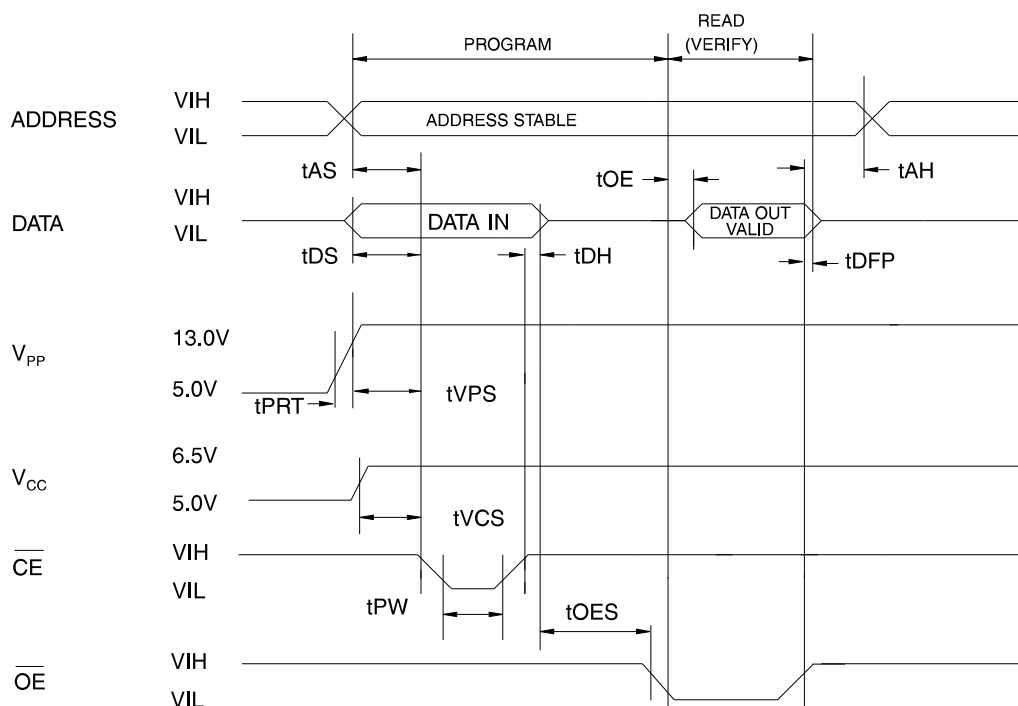 READ
PROGRAM (VERIFY)
ADDRESS VIH
VIL ADDRESS STABLE
tAS tOE tAH
DATA VIH
VIL DATA IN DATA OUT
VALID
tDS tDH tDFP
VPP 13.0V
5.0V
tPRT tVPS
VCC 6.5V
5.0V
tVCS
CE VIH
VIL
tPW tOES
OE VIH
VIL